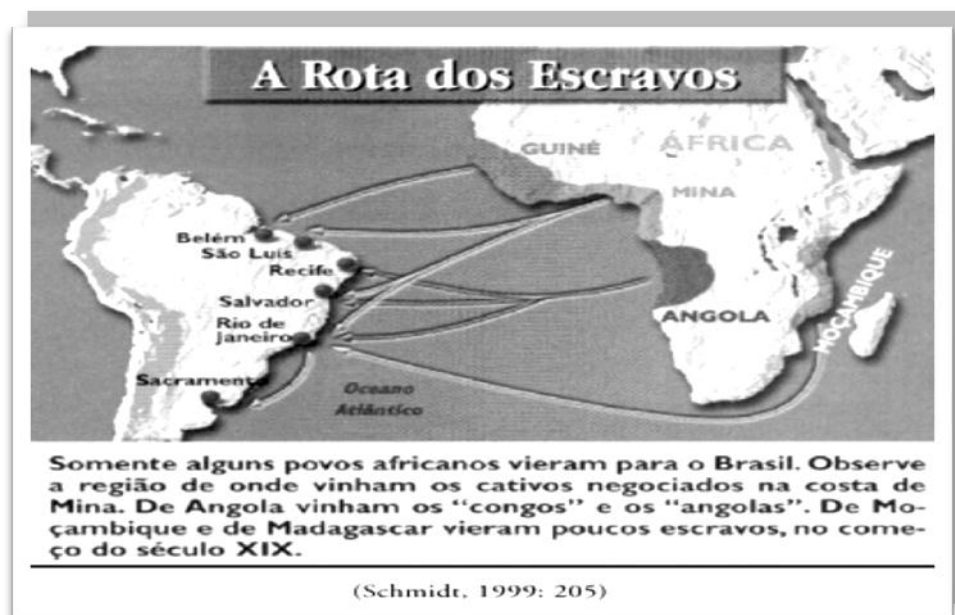 A Rota dos Escravos
GUINÉ
ÁFRICA
MINA
Belém
São Luís
Recife
Salvador
Rio de
Janeiro
ANGOLA
MOÇAMBIQUE
Sacramento
Oceano
Atlântico
Somente alguns povos africanos vieram para o Brasil. Observe
a região de onde vinham os cativos negociados na costa de
Mina. De Angola vinham os “congos” e os “angolas”. De Mo-
çambique e de Madagascar vieram poucos escravos, no come-
ço do século XIX.
(Schmidt, 1999: 205)